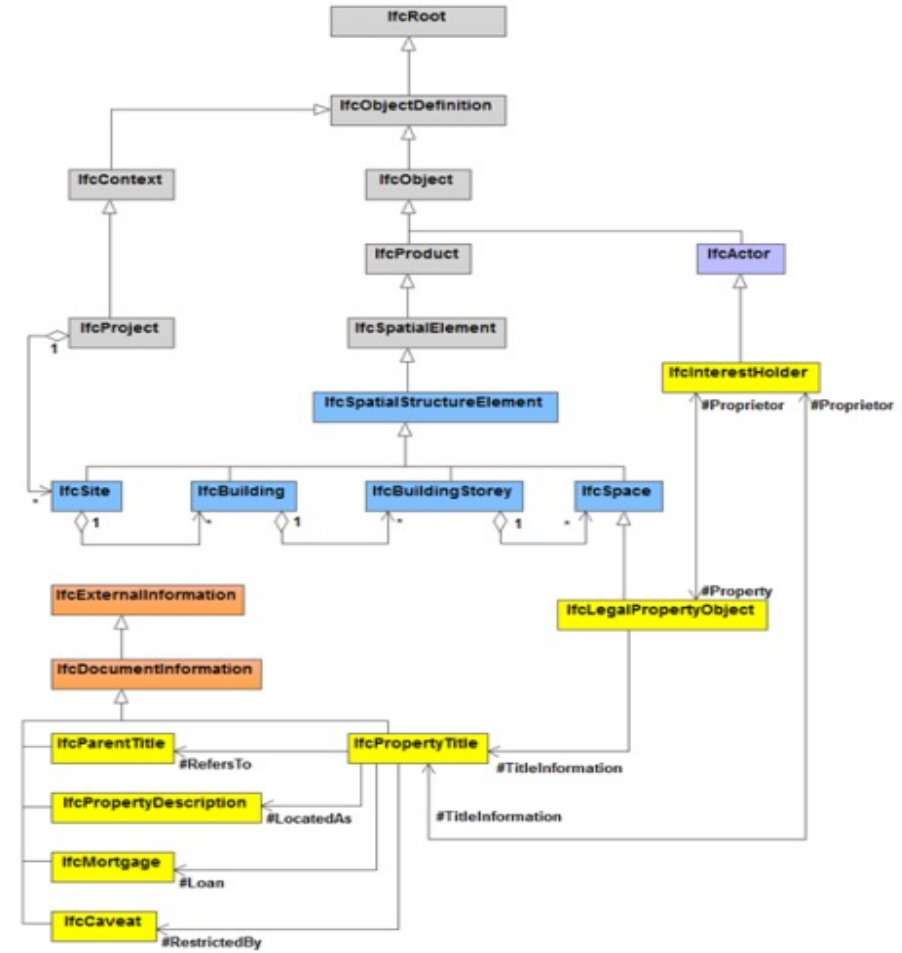 IfcRoot
IfcObjectDefinition
IfcContext
IfcObject
IfcProduct
IfcActor
IfcProject
1
IfcSpatialElement
IfcInterestHolder
IfcSpatialStructureElement
#Proprietor
#Proprietor
IfcSite
IfcBuilding
IfcBuildingStorey
IfcSpace
*
1
*
1
*
1
*
IfcExternalInformation
#Property
IfcLegalPropertyObject
IfcDocumentInformation
IfcParentTitle
IfcPropertyTitle
#RefersTo
#TitleInformation
IfcPropertyDescription
#LocatedAs
#TitleInformation
IfcMortgage
#Loan
IfcCaveat
#RestrictedBy